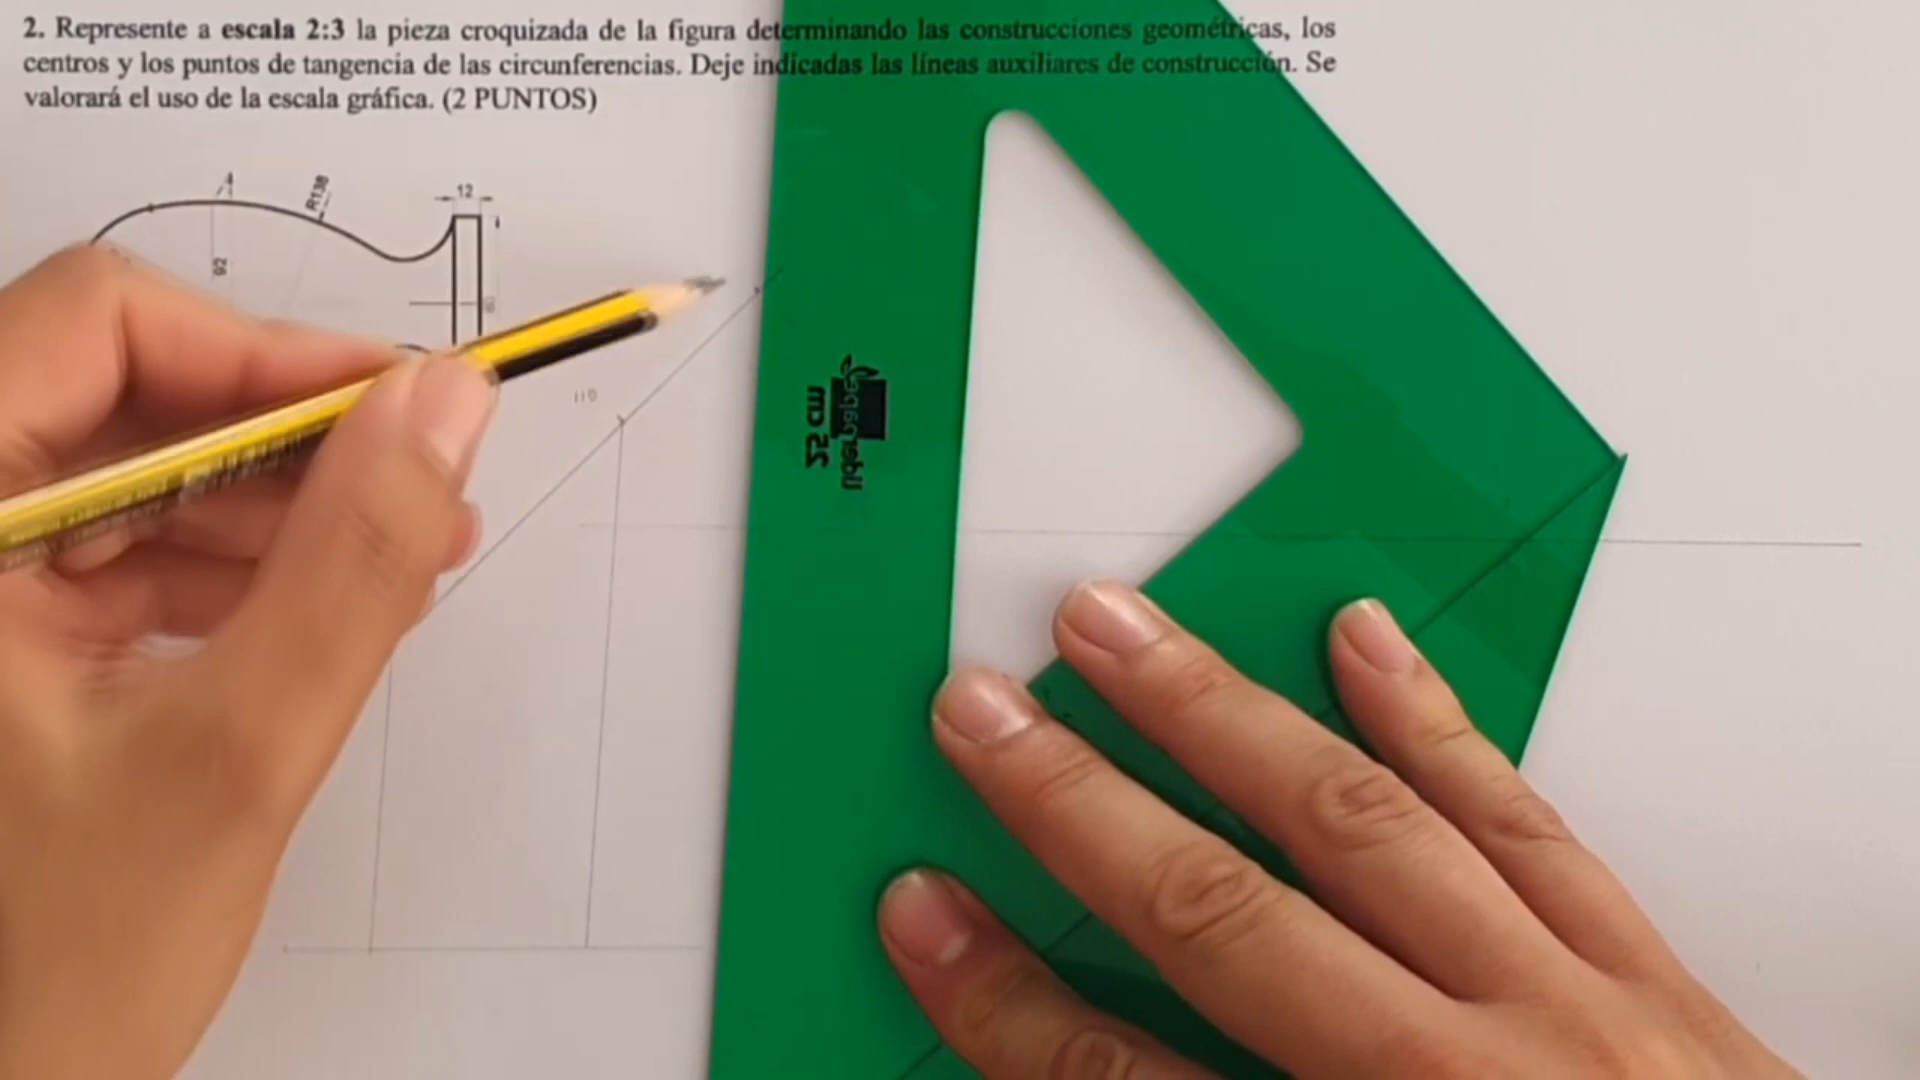 2. Represente a escala 2:3 la pieza croquizada de la figura determinando las construcciones geométricas, los
centros y los puntos de tangencia de las circunferencias. Deje indicadas las líneas auxiliares de construcción. Se
valorará el uso de la escala gráfica. (2 PUNTOS)
A
R138
12
92
110
25 cm
liderpapel